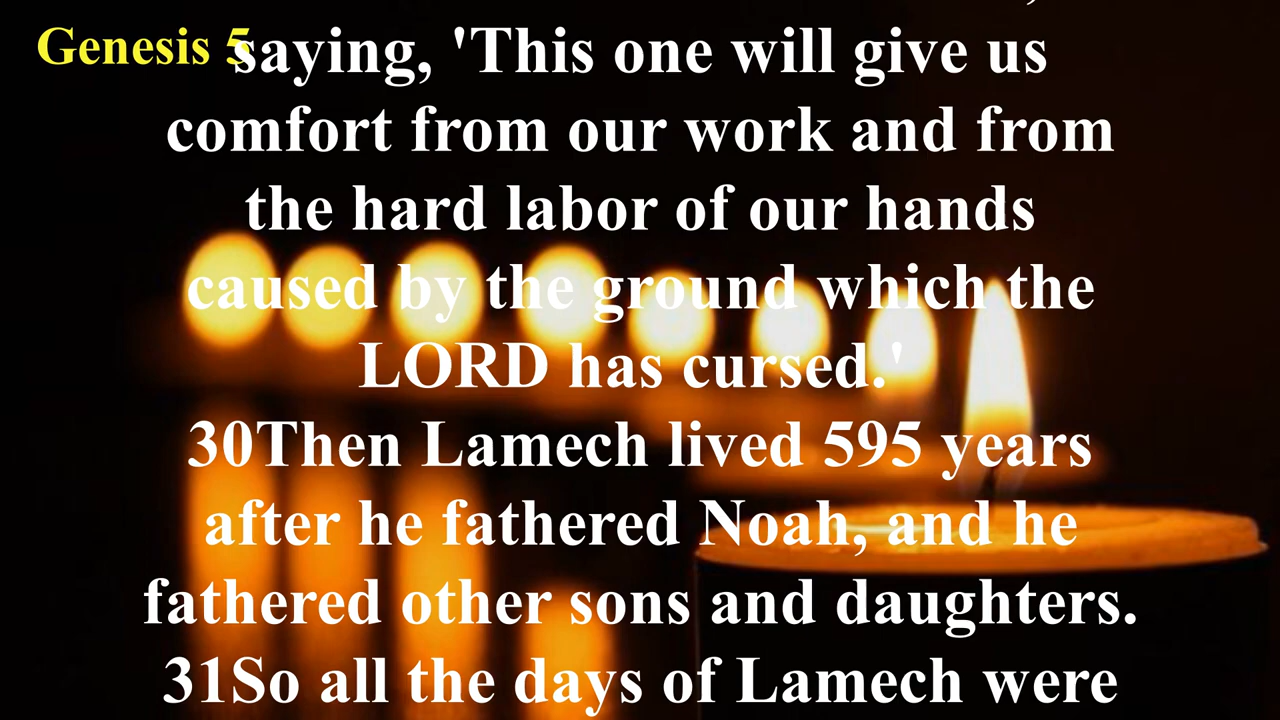 Genesis 5
saying, 'This one will give us
comfort from our work and from
the hard labor of our hands
caused by the ground which the
LORD has cursed.'
30Then Lamech lived 595 years
after he fathered Noah, and he
fathered other sons and daughters.
31So all the days of Lamech were